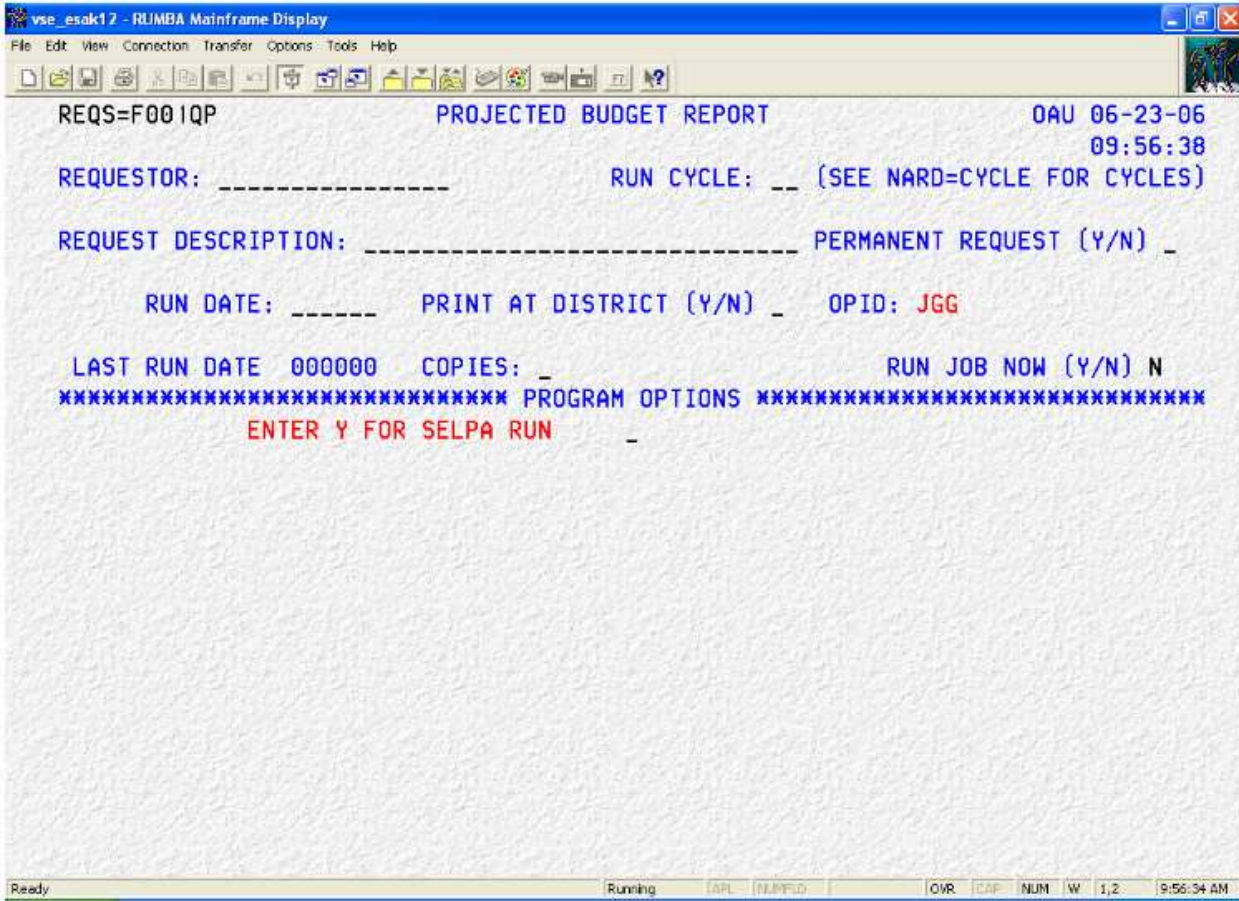 vse_esak12 - RUMBA Mainframe Display
File Edit View Connection Transfer Options Tools Help
REQS=F001QP PROJECTED BUDGET REPORT OAU 06-23-06
09:56:38
REQUESTOR: ________________ RUN CYCLE: __ (SEE NARD=CYCLE FOR CYCLES)
REQUEST DESCRIPTION: ______________________________ PERMANENT REQUEST (Y/N) _
RUN DATE: ______ PRINT AT DISTRICT (Y/N) _ OPID: JGG
LAST RUN DATE 000000 COPIES: _ RUN JOB NOW (Y/N) N
******************************* PROGRAM OPTIONS *******************************
ENTER Y FOR SELPA RUN _
Ready Running APL NUMFLD OVR CAP NUM W 1,2 9:56:34 AM